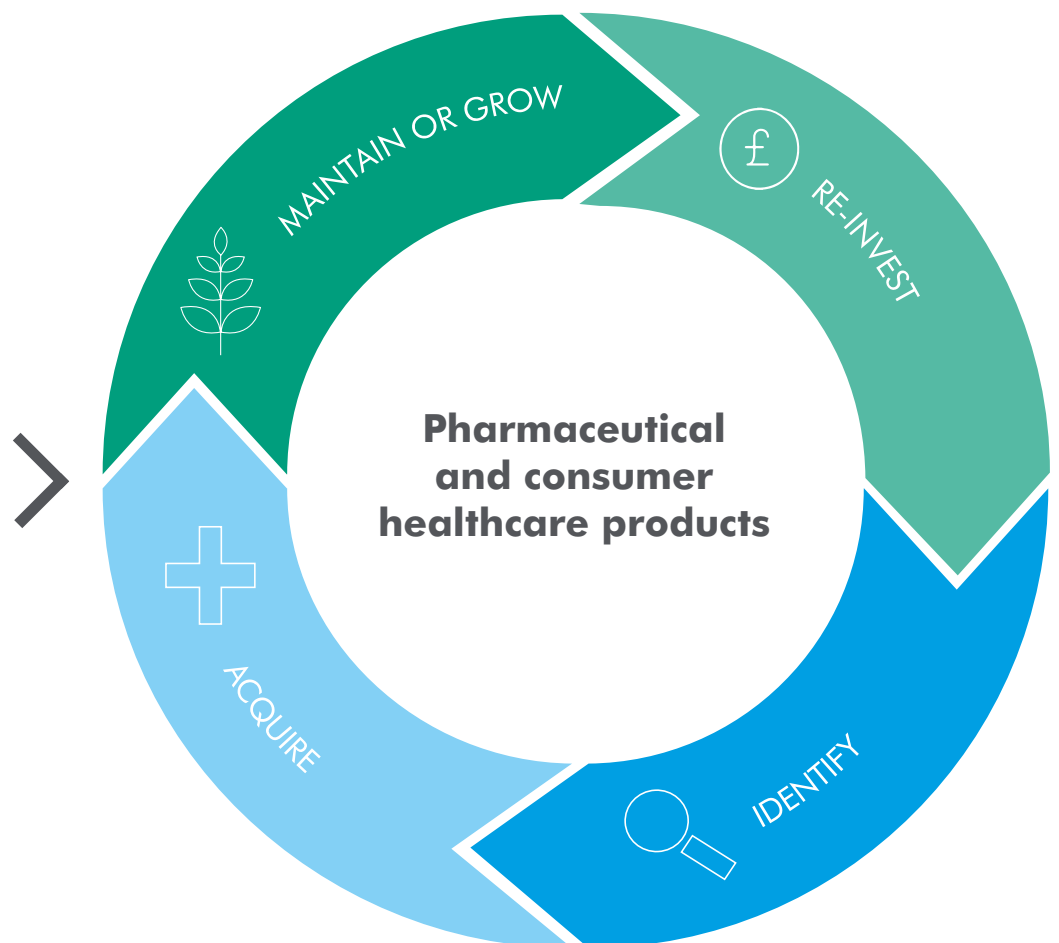 MAINTAIN OR GROW
£
RE-INVEST
Pharmaceutical
and consumer
healthcare products
ACQUIRE
IDENTIFY